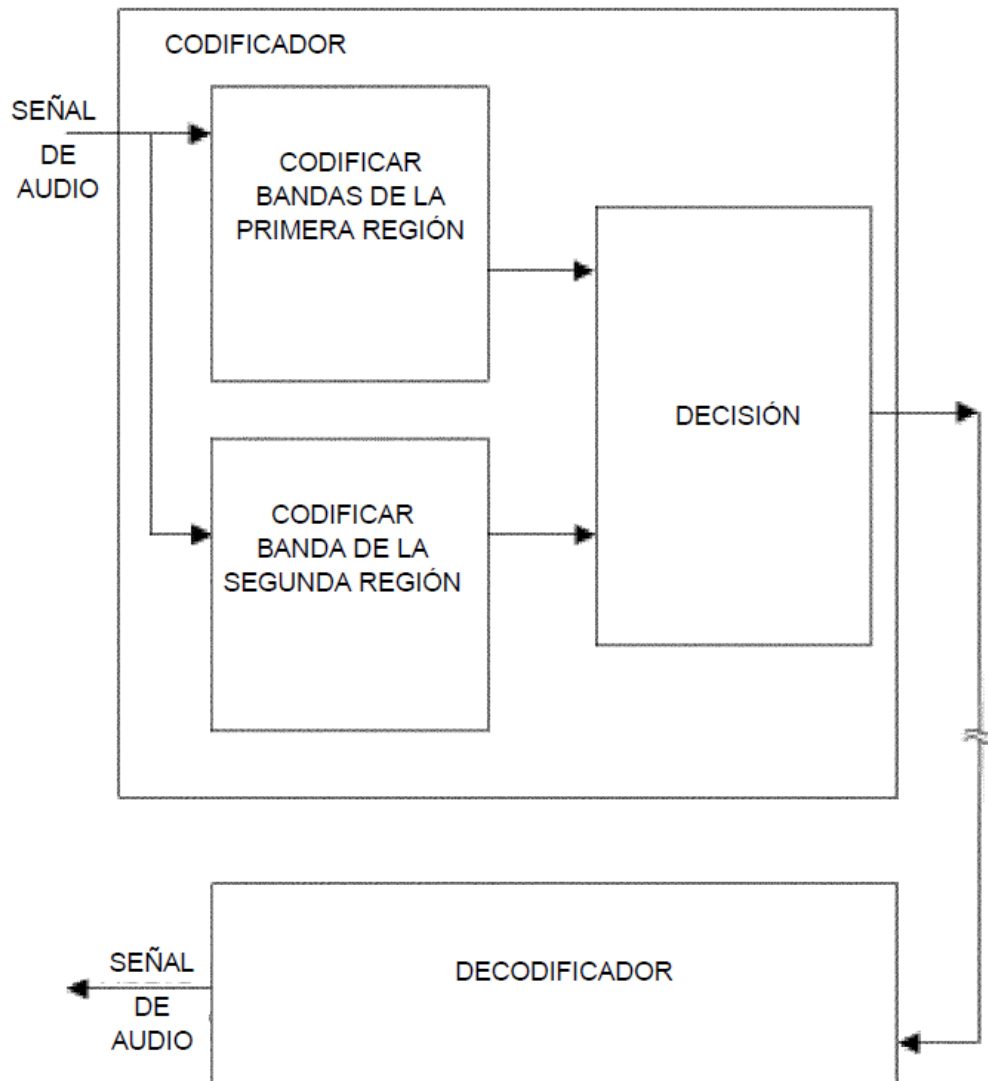 CODIFICADOR
SEÑAL
DE
AUDIO
CODIFICAR
BANDAS DE LA
PRIMERA REGIÓN
DECISIÓN
CODIFICAR
BANDA DE LA
SEGUNDA REGIÓN
SEÑAL
DE
AUDIO
DECODIFICADOR